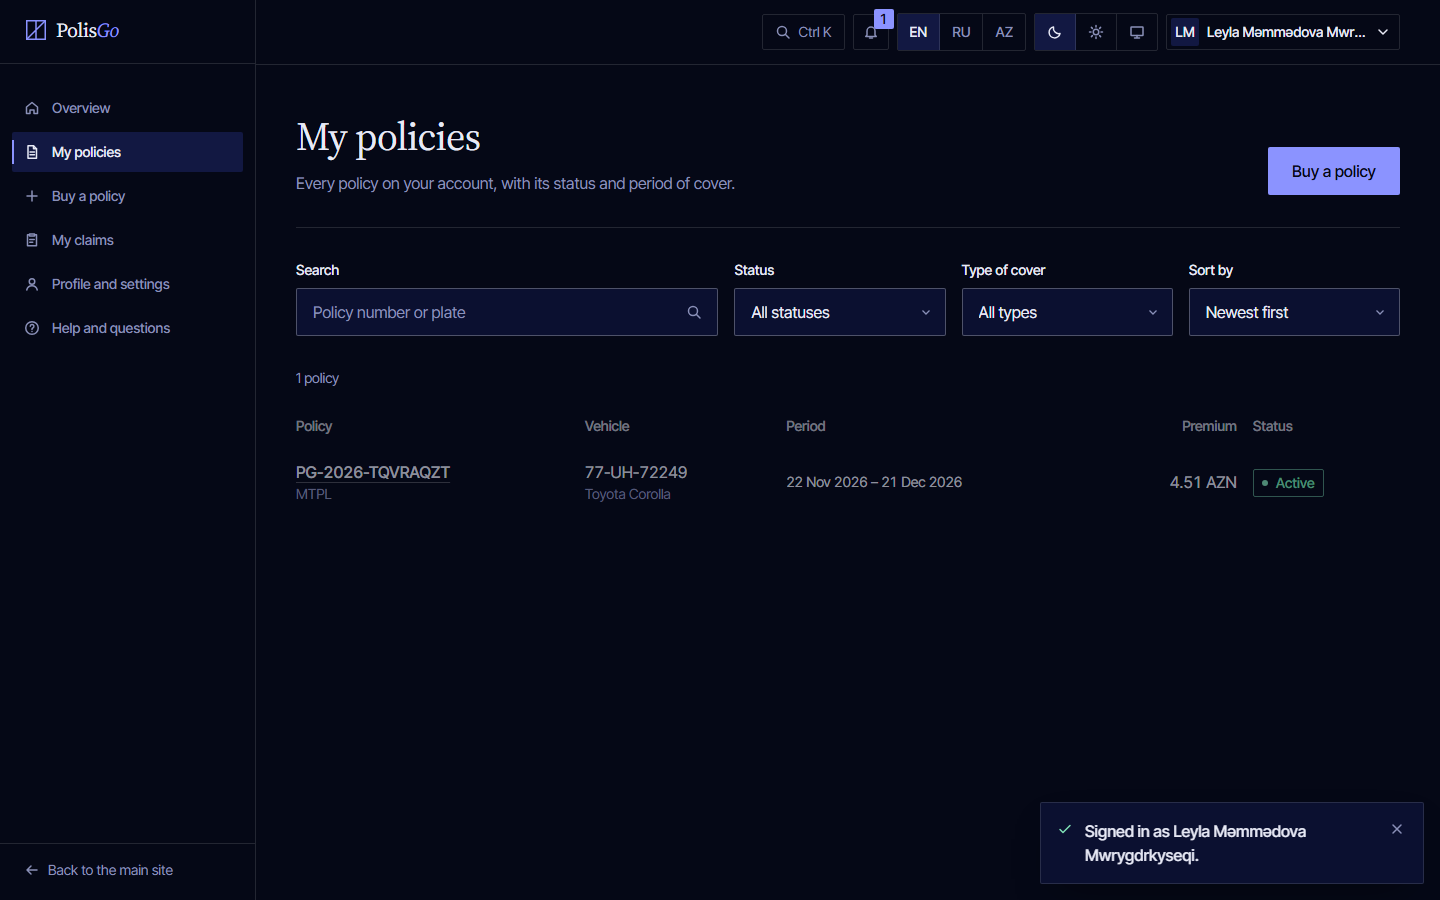 PolisGo
Ctrl K
1
EN
RU
AZ
LM
Leyla Məmmədova Mwr...
Overview
My policies
Buy a policy
My claims
Profile and settings
Help and questions
Back to the main site
My policies
Every policy on your account, with its status and period of cover.
Buy a policy
Search
Status
Type of cover
Sort by
Policy number or plate
All statuses
All types
Newest first
1 policy
Policy
Vehicle
Period
Premium
Status
PG-2026-TQVRAQZT
MTPL
77-UH-72249
Toyota Corolla
22 Nov 2026 – 21 Dec 2026
4.51 AZN
Active
Signed in as Leyla Məmmədova
Mwrygdrkyseqi.